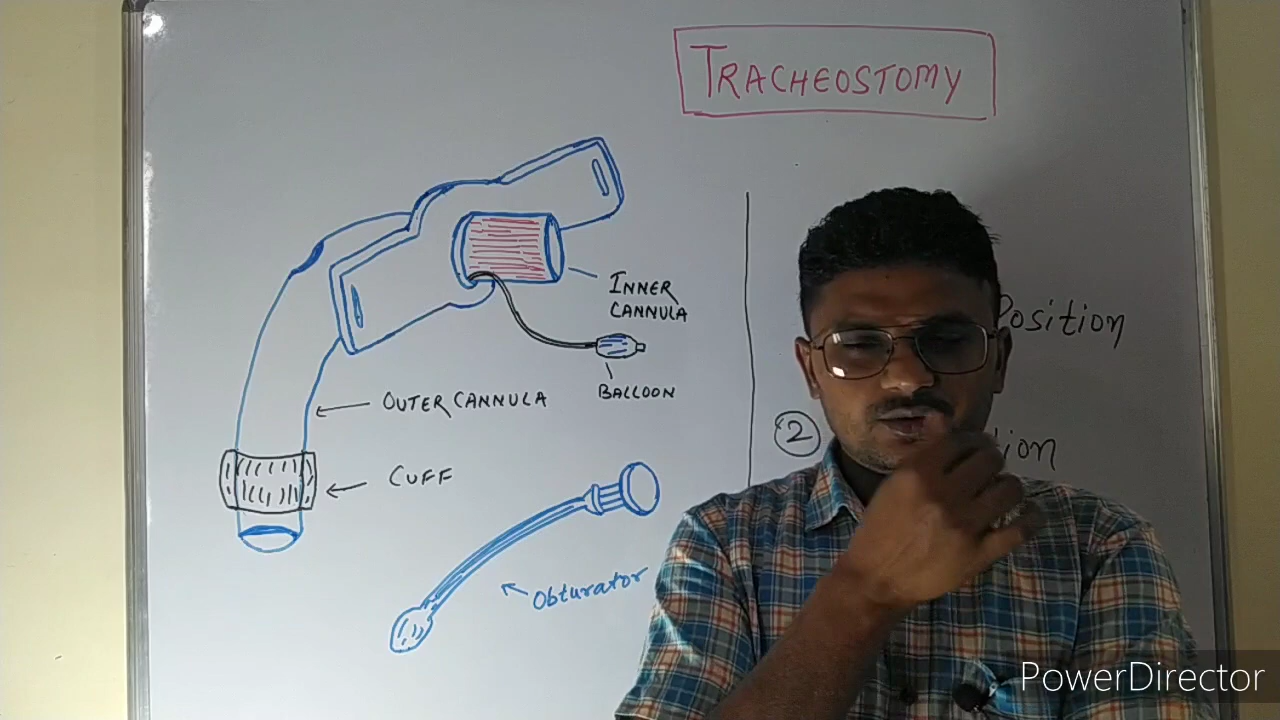 TRACHEOSTOMY
INNER
CANNULA
BALLOON
OUTER CANNULA
CUFF
Obturator
Position
2
PowerDirector